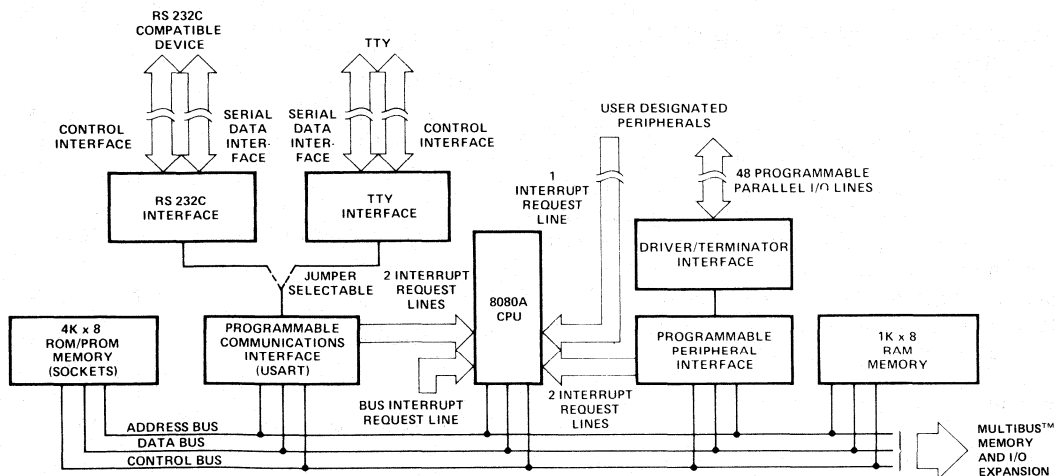 RS 232C
COMPATIBLE
DEVICE
TTY
CONTROL
INTERFACE
SERIAL
DATA
INTER-
FACE
SERIAL
DATA
INTER-
FACE
CONTROL
INTERFACE
USER DESIGNATED
PERIPHERALS
1
INTERRUPT
REQUEST
LINE
48 PROGRAMMABLE
PARALLEL I/O LINES
RS 232C
INTERFACE
TTY
INTERFACE
DRIVER/TERMINATOR
INTERFACE
JUMPER
SELECTABLE
2 INTERRUPT
REQUEST
LINES
8080A
CPU
4K x 8
ROM/PROM
MEMORY
(SOCKETS)
PROGRAMMABLE
COMMUNICATIONS
INTERFACE
(USART)
PROGRAMMABLE
PERIPHERAL
INTERFACE
1K x 8
RAM
MEMORY
BUS INTERRUPT
REQUEST LINE
2 INTERRUPT
REQUEST
LINES
ADDRESS BUS
DATA BUS
CONTROL BUS
MULTIBUS™
MEMORY
AND I/O
EXPANSION